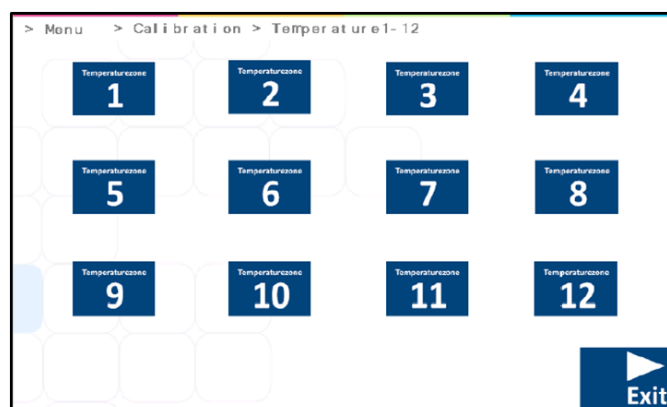 > Menu > Calibration > Temperature1-12
Temperaturezone
1
Temperaturezone
2
Temperaturezone
3
Temperaturezone
4
Temperaturezone
5
Temperaturezone
6
Temperaturezone
7
Temperaturezone
8
Temperaturezone
9
Temperaturezone
10
Temperaturezone
11
Temperaturezone
12
Exit